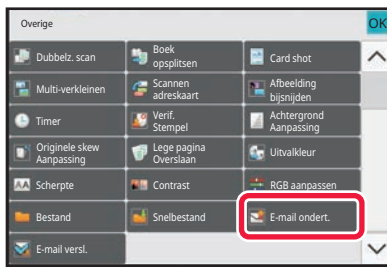 Overige
OK
Dubbelz. scan
Boek
opsplitsen
Card shot
Multi-verkleinen
Scannen
adreskaart
Afbeelding
bijsnijden
Timer
Verif.
Stempel
Achtergrond
Aanpassing
Originele skew
Aanpassing
Lege pagina
Overslaan
Uitvalkleur
AA Scherpte
Contrast
RGB aanpassen
Bestand
Snelbestand
E-mail ondert.
E-mail versl.